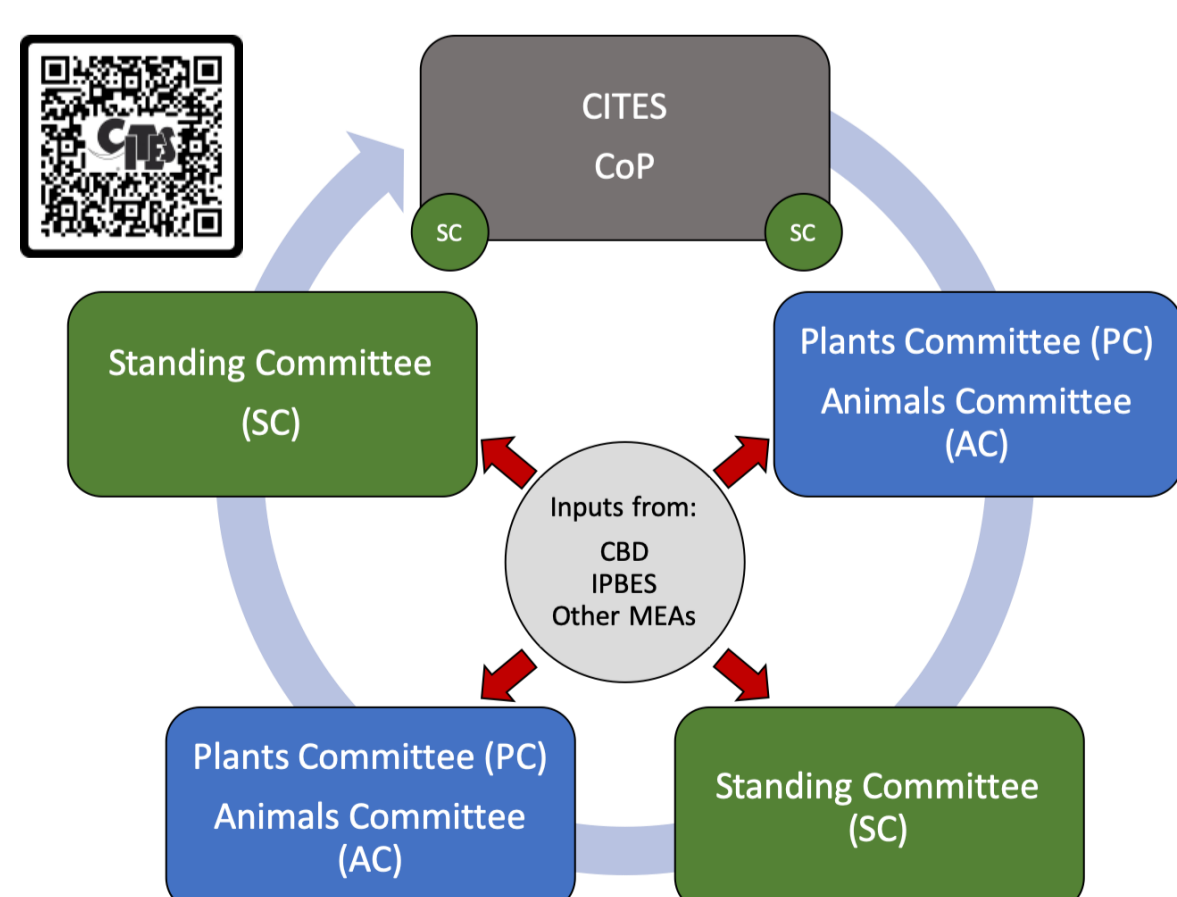 CITES
CITES
CoP
SC
SC
Standing Committee
(SC)
Plants Committee (PC)
Animals Committee
(AC)
Inputs from:
CBD
IPBES
Other MEAs
Plants Committee (PC)
Animals Committee
(AC)
Standing Committee
(SC)